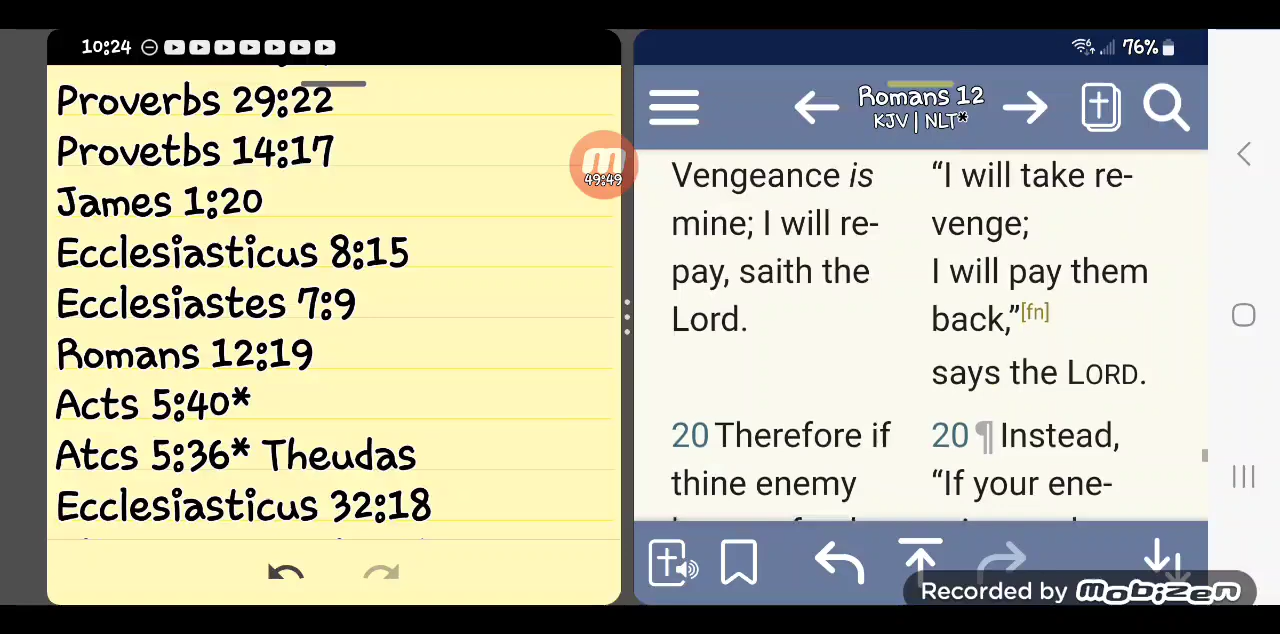 10:24
Proverbs 29:22
Provetbs 14:17
James 1:20
Ecclesiasticus 8:15
Ecclesiastes 7:9
Romans 12:19
Acts 5:40*
Atcs 5:36* Theudas
Ecclesiasticus 32:18
49:49
76%
Romans 12
KJV | NLT*
Vengeance is
mine; I will re-
pay, saith the
Lord.
20 Therefore if
thine enemy
“I will take re-
venge;
I will pay them
back,”[fn]
says the LORD.
20 ¶ Instead,
“If your ene-
Recorded by MOBIZEN